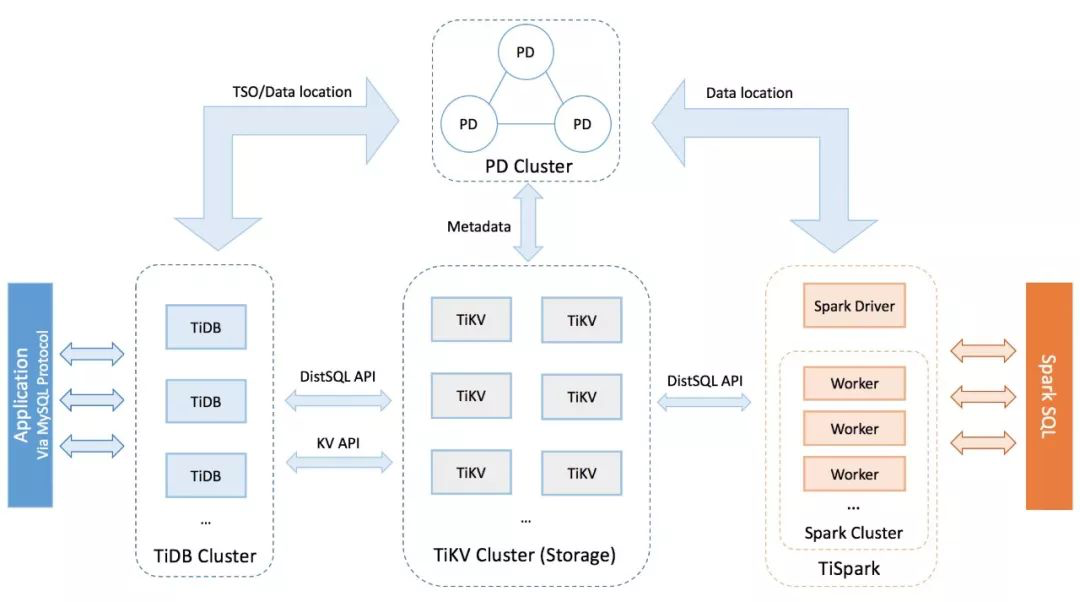 PD
TSO/Data location
Data location
PD
PD
PD Cluster
Metadata
Application
Via MySQL Protocol
TiDB
TiDB
TiDB
...
TiDB Cluster
DistSQL API
KV API
TiKV
TiKV
TiKV
TiKV
TiKV
TiKV
...
TiKV Cluster (Storage)
DistSQL API
Spark Driver
Worker
Worker
Worker
...
Spark Cluster
TiSpark
Spark SQL